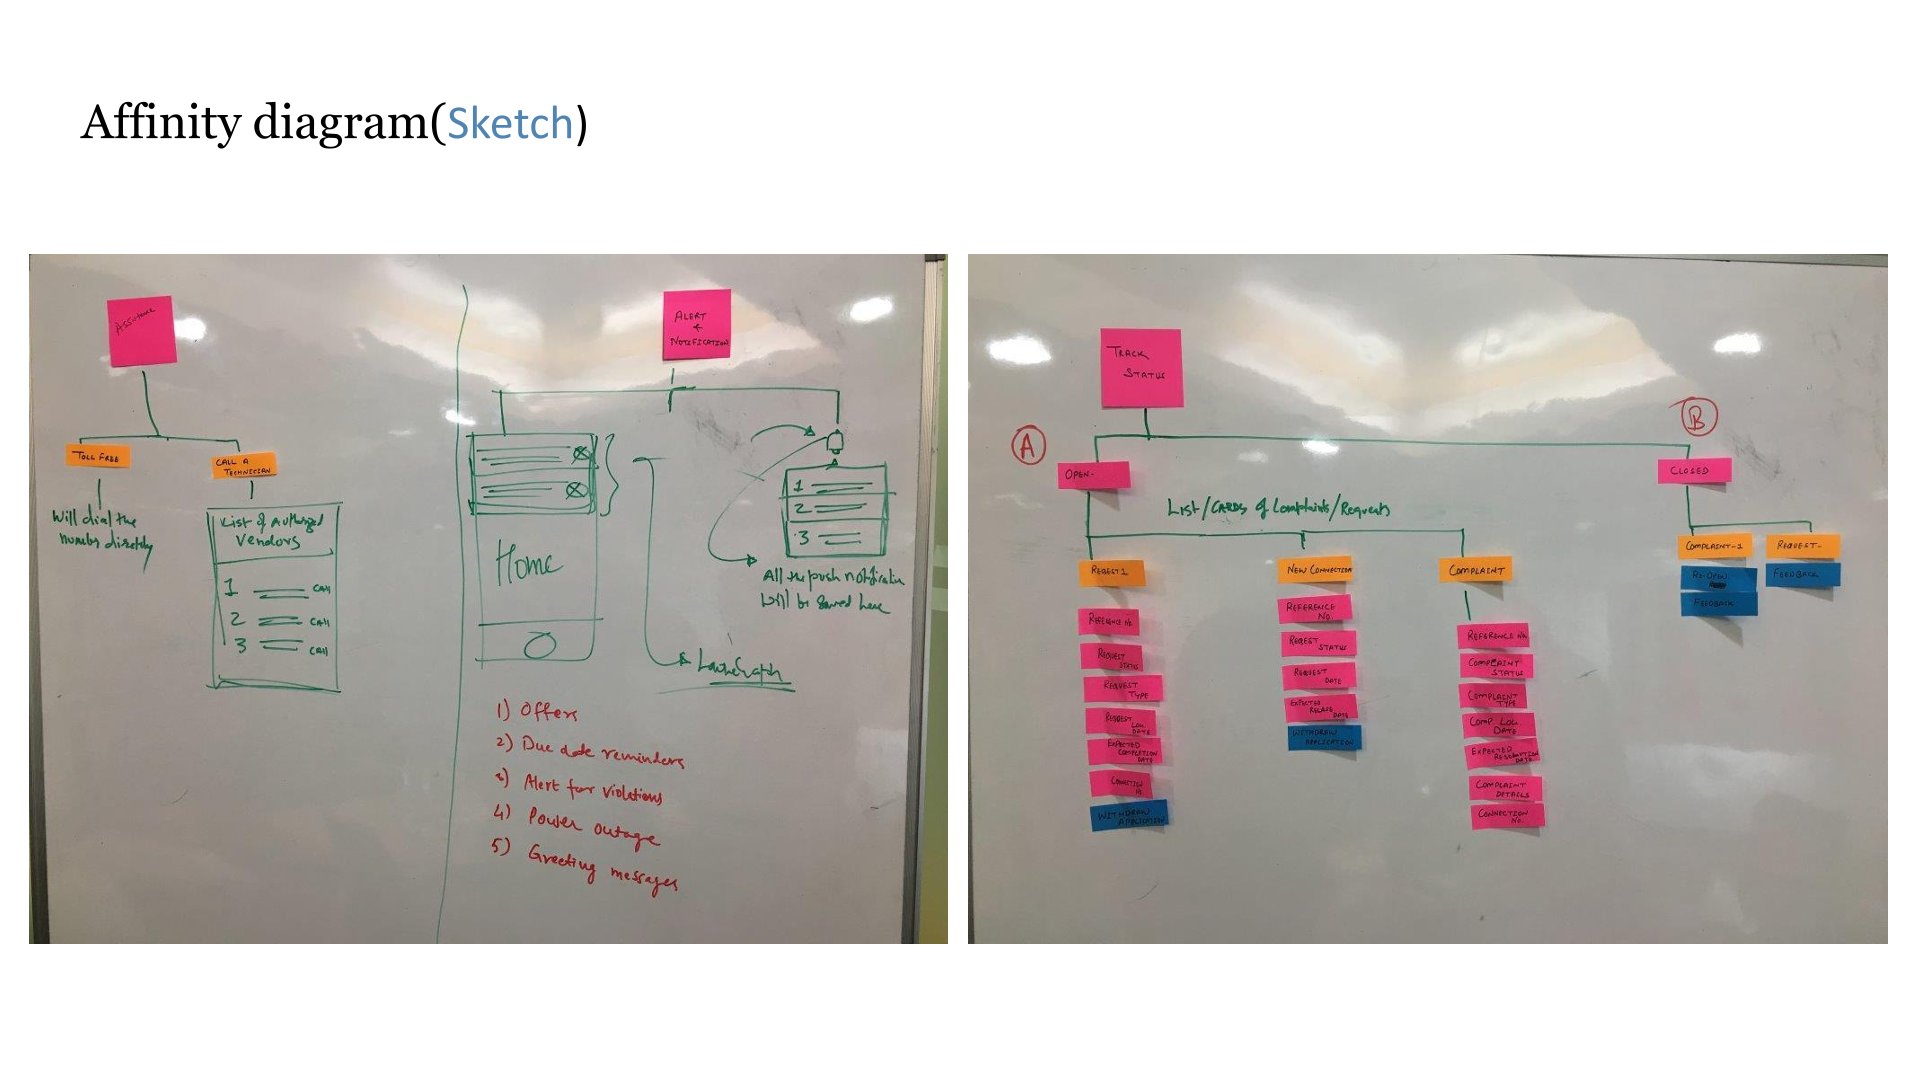 Affinity diagram(Sketch)
Assistance
TOLL FREE
CALL A
TECHNICIAN
Will dial the
number directly
List of authorized
Vendors
1 CALL
2 CALL
3 CALL
ALERT
&
NOTIFICATION
Home
1
2
3
All the push notification
will be saved here
1) Offers
2) Due date reminders
3) Alert for violations
4) Power outage
5) Greeting messages
TRACK
STATUS
A
B
OPEN-
CLOSED
List/CARDS of Complaints/Requests
REQEST 1
REFERENCE NO.
REQUEST
STATUS
REQUEST
TYPE
REQUEST
LOG.
DATE
EXPECTED
COMPLETION
DATE
CONNECTION
NO.
WITHDRAW
APPLICATION
NEW CONNECTION
REFERENCE
NO.
REQEST
STATUS
REQUEST
DATE
EXPECTED
DATE
WITHDRAW
APPLICATION
COMPLAINT
REFERENCE NO.
COMPLAINT
STATUS
COMPLAINT
TYPE
COMP. LOG.
DATE
EXPECTED
RESOLUTION
DATE
COMPLAINT
DETAILS
CONNECTION
NO.
COMPLAINT-1
RE-OPEN
FEEDBACK
REQUEST-
FEEDBACK